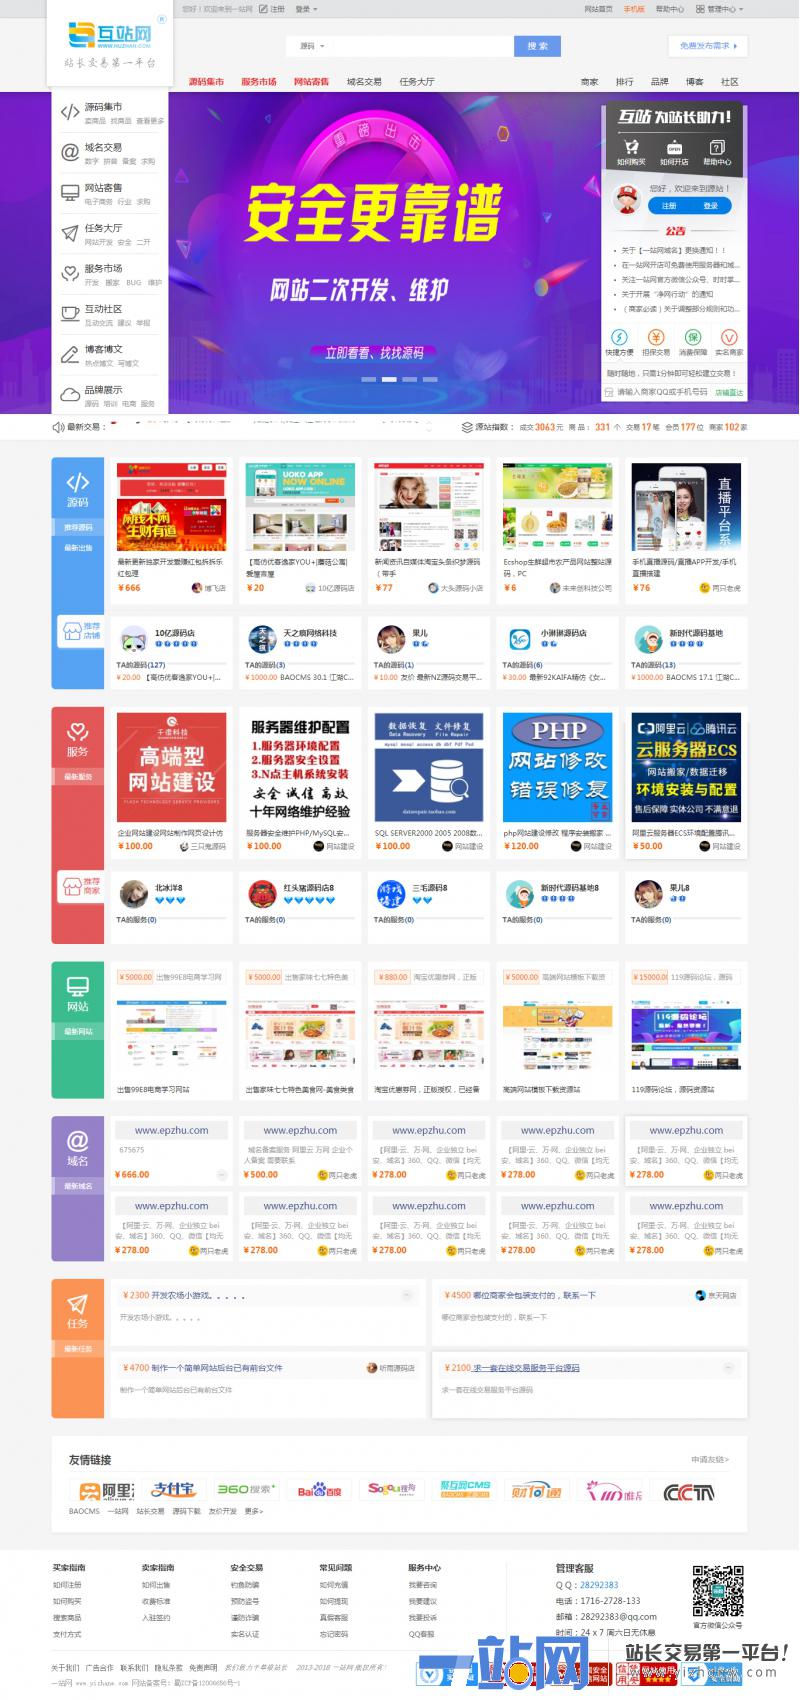 您好！欢迎来到一站网 注册 登录
网站首页 手机版 帮助中心 管理中心
互站网
WWW.HUZHAN.COM
站长交易第一平台
源码
搜 索
免费发布需求
源码集市 服务市场 网站寄售 域名交易 任务大厅
商家 排行 品牌 博客 社区
源码集市
卖商品 找商品 查看更多
域名交易
数字 拼音 备案 求购
网站寄售
电子商务 行业 求购
任务大厅
网站开发 安全 二开
服务市场
开发 搬家 BUG 维护
互动社区
互动交流 建议 举报
博客博文
热点博文 写博文
品牌展示
源码 培训 电商 服务
重磅出击
安全更靠谱
网站二次开发、维护
立即看看、找找源码
互站 为站长助力!
如何购买 如何开店 帮助中心
您好，欢迎来到源站！
注册 登录
公告
关于【一站网域名】更换通知！！
在一站网开店可免费使用服务器和域...
关注一站网官方微信公众号、时时掌...
关于开展"净网行动"的通知
（商家必读）关于调整部分规则和功...
快捷方便 担保交易 消费保障 实名商家
随时随地，只需1分钟即可轻松建立交易！
请输入商家QQ或手机号码 店铺直达
最新交易：
源站指数： 成交3063元 商品： 331 个 交易17笔 会员177位 商家102家
源码
推荐源码
最新出售
最新更新独家开发爱赚红包拆拆乐红包理
￥666 博飞店
【高仿优客逸家YOU+|蘑菇公寓|爱屋言屋
￥20 10亿源码店
新闻资讯自媒体淘宝头条织梦源码（带手
￥77 大头源码小店
Ecshop生鲜超市农产品网站整站源码，PC
￥6 未来创科技公司
手机直播源码/直播APP开发/手机直播搭建
￥76 两只老虎
推荐店铺
10亿源码店
TA的源码(127)
￥20.00 【高仿优客逸家YOU+|...
天之痕网络科技
TA的源码(3)
￥1000.00 BAOCMS 30.1 江湖C...
果儿
TA的源码(1)
￥10.00 友价 最新NZ源码交易平...
小琳琳源码店
TA的源码(6)
￥30.00 最新92KAIFA精仿《女...
新时代源码基地
TA的源码(13)
￥1000.00 BAOCMS 17.1 江湖C...
服务
最新服务
千度科技
高端型
网站建设
企业网站建设网站制作网页设计仿
￥100.00 三只鬼源码
服务器维护配置
1.服务器环境配置
2.服务器安全设置
3.N点主机系统安装
安全 诚信 高效
十年网络维护经验
服务器安全维护PHP/MySQL安...
￥100.00 网站建设
数据恢复 文件修复
Data Recovery File Repair
SQL SERVER2000 2005 2008数...
￥100.00 网站建设
PHP
网站修改
错误修复
php网站建设修改 程序安装搬家 ...
￥120.00 网站建设
阿里云 腾讯云
云服务器ECS
网站搬家/数据迁移
环境安装与配置
售后保障 实体公司 不满意退
阿里云服务器ECS环境配置腾讯...
￥50.00 网站建设
推荐商家
北冰洋8
TA的服务(0)
红头猪源码店8
TA的服务(0)
三毛源码8
TA的服务(0)
新时代源码基地8
TA的服务(0)
果儿8
TA的服务(0)
网站
最新网站
￥5000.00 出售99E8电商学习网
出售99E8电商学习网站
￥5000.00 出售家味七七特色美
出售家味七七特色美食网-美食类食
￥880.00 淘宝优惠券网，正版
淘宝优惠券网，正版授权，已经备
￥5000.00 高端网站模板下载资
高端网站模板下载资源站
￥15000.0 119源码论坛，源码
119源码论坛，源码资源站
域名
最新域名
www.epzhu.com
675675
￥666.00
www.epzhu.com
域名备案服务 阿里云 万网 企业个人备案 需要联系
￥500.00 两只老虎
www.epzhu.com
【阿里·云、万·网、企业独立 bei 安、域名】360、QQ、微信【均无
￥278.00 两只老虎
www.epzhu.com
【阿里·云、万·网、企业独立 bei 安、域名】360、QQ、微信【均无
￥278.00 两只老虎
www.epzhu.com
【阿里·云、万·网、企业独立 bei 安、域名】360、QQ、微信【均无
￥278.00 两只老虎
www.epzhu.com
【阿里·云、万·网、企业独立 bei 安、域名】360、QQ、微信【均无
￥278.00 两只老虎
www.epzhu.com
【阿里·云、万·网、企业独立 bei 安、域名】360、QQ、微信【均无
￥278.00 两只老虎
www.epzhu.com
【阿里·云、万·网、企业独立 bei 安、域名】360、QQ、微信【均无
￥278.00 两只老虎
www.epzhu.com
【阿里·云、万·网、企业独立 bei 安、域名】360、QQ、微信【均无
￥278.00 两只老虎
www.epzhu.com
【阿里·云、万·网、企业独立 bei 安、域名】360、QQ、微信【均无
￥278.00 两只老虎
任务
最新任务
￥2300 开发农场小游戏。。。。。
开发农场小游戏。。。。。
￥4500 哪位商家会包装支付的，联系一下 京天网店
哪位商家会包装支付的，联系一下
￥4700 制作一个简单网站后台已有前台文件 听雨源码店
制作一个简单网站后台已有前台文件
￥2100 求一套在线交易服务平台源码
求一套在线交易服务平台源码
友情链接 申请友链>
阿里 支付宝 360搜索 Bai百度 Sogou搜狗 聚互网CMS 财付通 唯品 CCTV
BAOCMS 一站网 站长交易 源码下载 友价开发 更多>
买家指南 卖家指南 安全交易 常见问题 服务中心
如何注册 如何出售 钓鱼防骗 如何充值 我要咨询
如何购买 收费标准 预防盗号 如何提现 我要建议
搜索商品 入驻签约 谨防诈骗 真假客服 我要投诉
支付方式 实名认证 忘记密码 QQ客服
管理客服
Q Q：28292383
电话：1716-2728-133
邮箱：28292383@qq.com
时间：24 x 7 周六日无休息
官方微信公众号
关于我们 广告合作 联系我们 隐私条款 免责声明 我们致力于草根站长 2013-2018 一站网 版权所有!
一站网 www.yizhanw.com 网站备案号：蜀ICP备12006656号-1
一站网
站长交易第一平台!